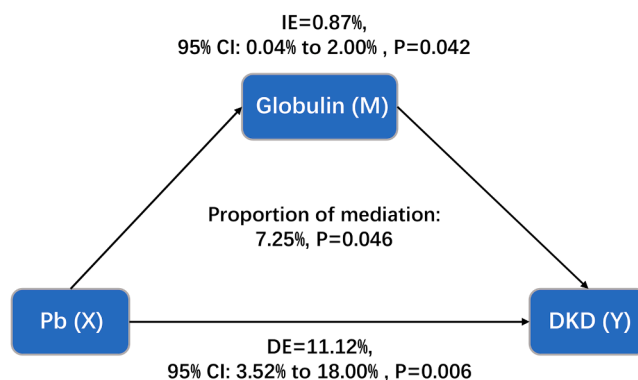 IE=0.87%,
95% CI: 0.04% to 2.00% , P=0.042
Globulin (M)
Proportion of mediation:
7.25%, P=0.046
Pb (X)
DKD (Y)
DE=11.12%,
95% CI: 3.52% to 18.00% , P=0.006